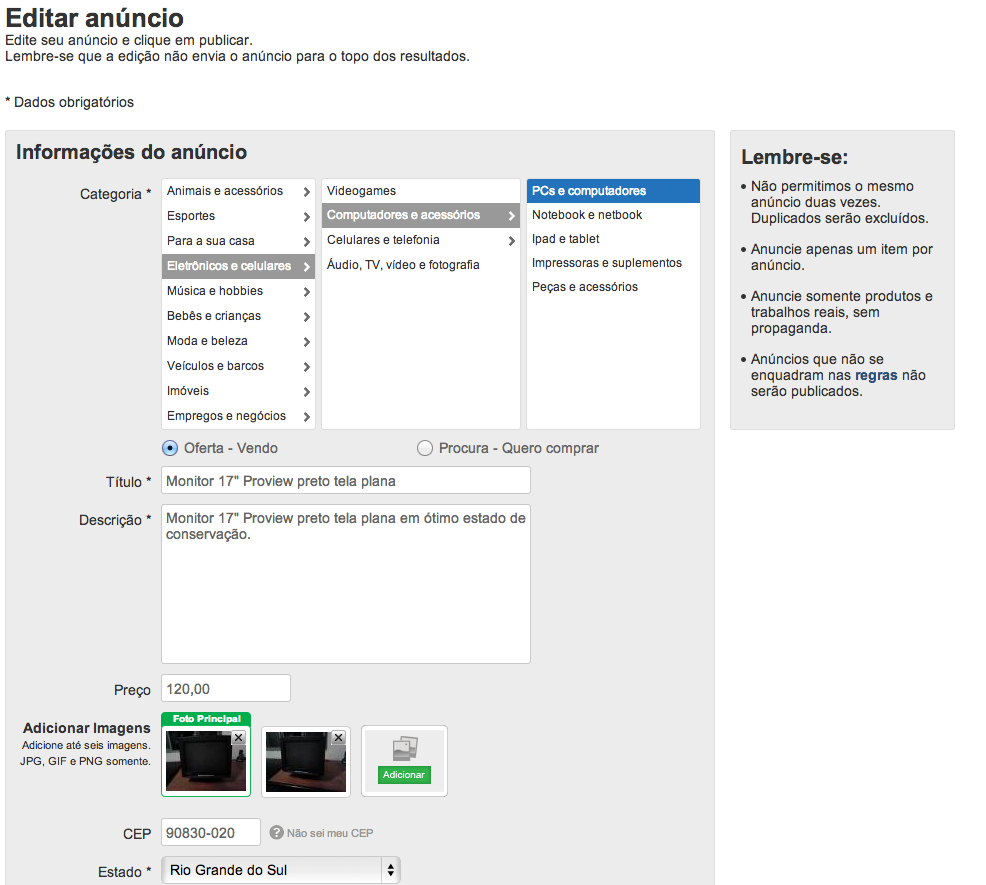 Editar anúncio
Edite seu anúncio e clique em publicar.
Lembre-se que a edição não envia o anúncio para o topo dos resultados.
* Dados obrigatórios
Informações do anúncio
Categoria *
Animais e acessórios
Esportes
Para a sua casa
Eletrônicos e celulares
Música e hobbies
Bebês e crianças
Moda e beleza
Veículos e barcos
Imóveis
Empregos e negócios
Videogames
Computadores e acessórios
Celulares e telefonia
Áudio, TV, vídeo e fotografia
PCs e computadores
Notebook e netbook
Ipad e tablet
Impressoras e suplementos
Peças e acessórios
Oferta - Vendo
Procura - Quero comprar
Título *
Monitor 17" Proview preto tela plana
Descrição *
Monitor 17" Proview preto tela plana em ótimo estado de
conservação.
Preço
120,00
Adicionar Imagens
Adicione até seis imagens.
JPG, GIF e PNG somente.
Foto Principal
Adicionar
CEP
90830-020
? Não sei meu CEP
Estado *
Rio Grande do Sul
Lembre-se:
• Não permitimos o mesmo
anúncio duas vezes.
Duplicados serão excluídos.
• Anuncie apenas um item por
anúncio.
• Anuncie somente produtos e
trabalhos reais, sem
propaganda.
• Anúncios que não se
enquadram nas regras não
serão publicados.